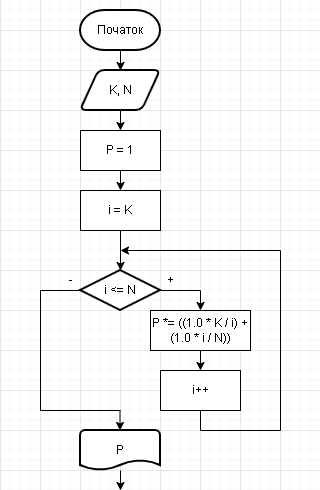 Початок
K, N
P = 1
i = K
i <= N
-
+
P *= ((1.0 * K / i) +
(1.0 * i / N))
i++
P